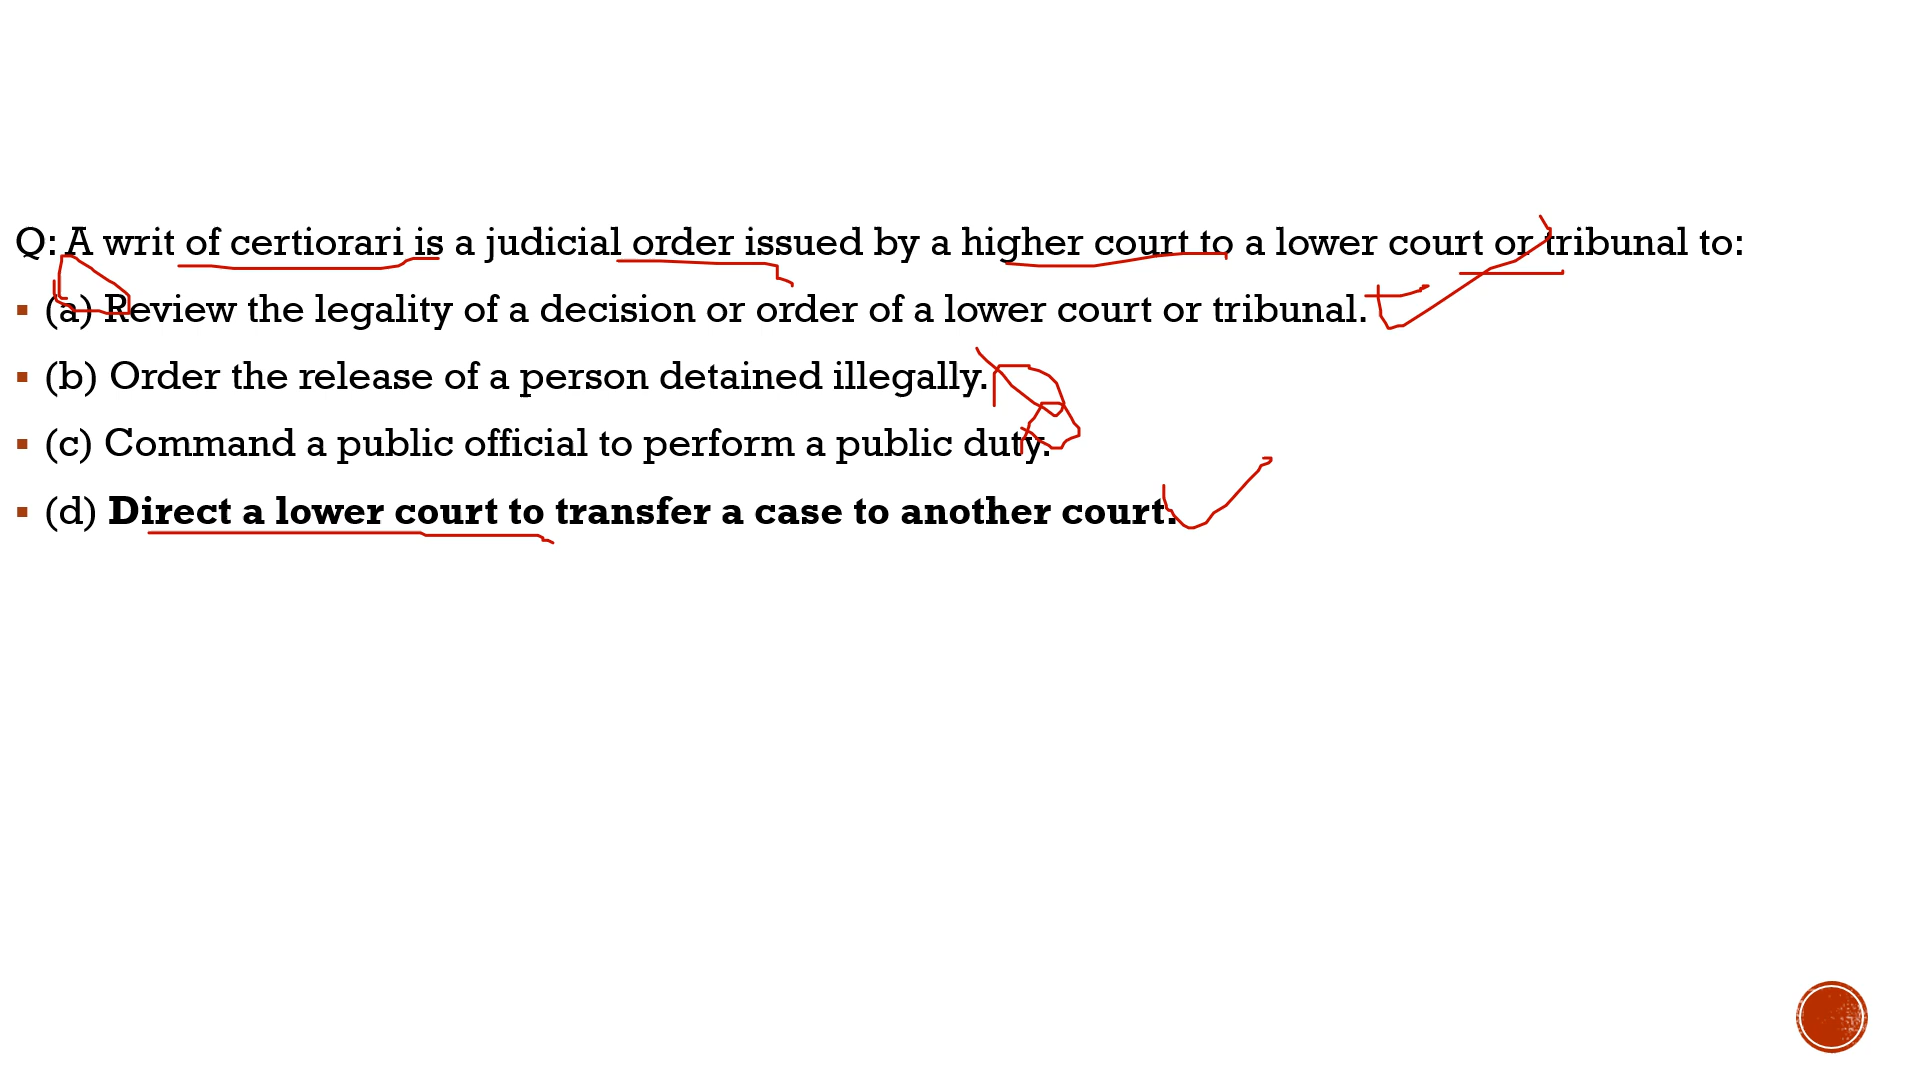 Q: A writ of certiorari is a judicial order issued by a higher court to a lower court or tribunal to:
▪ (a) Review the legality of a decision or order of a lower court or tribunal.
▪ (b) Order the release of a person detained illegally.
▪ (c) Command a public official to perform a public duty.
▪ (d) Direct a lower court to transfer a case to another court.